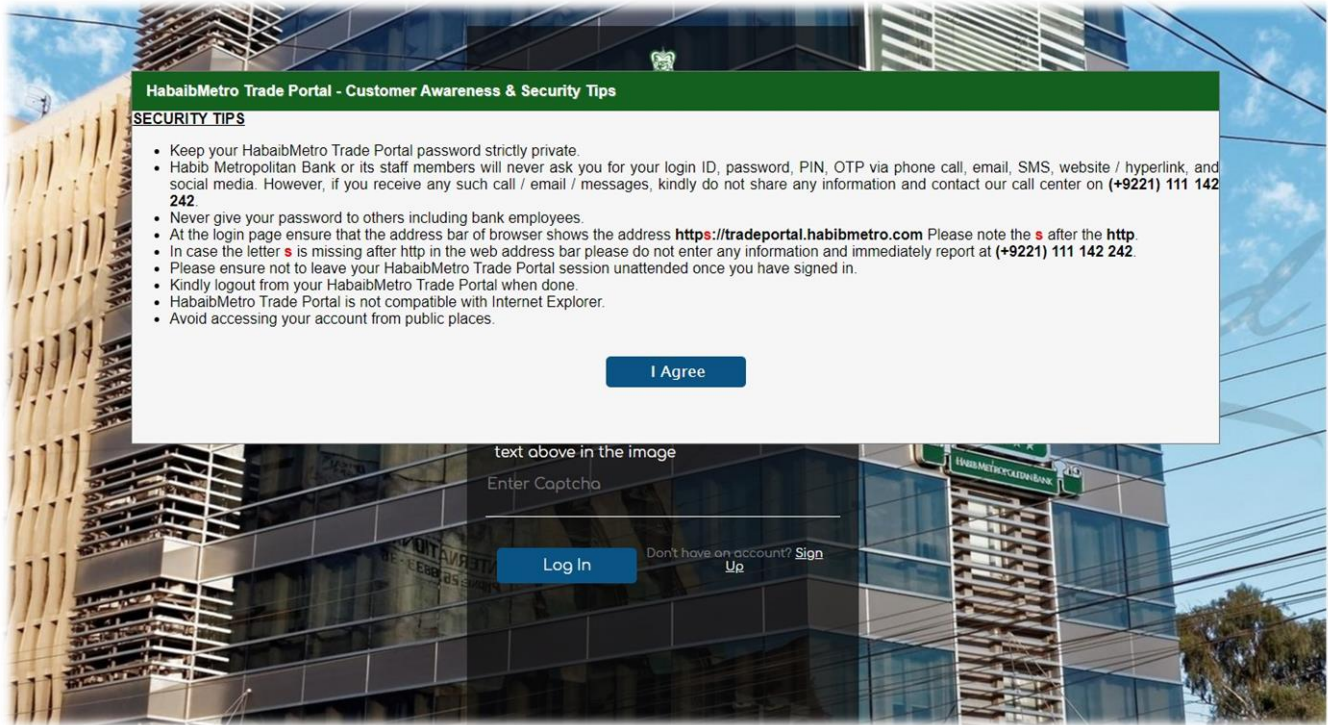 HabaibMetro Trade Portal - Customer Awareness & Security Tips
SECURITY TIPS
• Keep your HabaibMetro Trade Portal password strictly private.
• Habib Metropolitan Bank or its staff members will never ask you for your login ID, password, PIN, OTP via phone call, email, SMS, website / hyperlink, and
social media. However, if you receive any such call / email / messages, kindly do not share any information and contact our call center on (+9221) 111 142
242.
• Never give your password to others including bank employees.
• At the login page ensure that the address bar of browser shows the address https://tradeportal.habibmetro.com Please note the s after the http.
• In case the letter s is missing after http in the web address bar please do not enter any information and immediately report at (+9221) 111 142 242.
• Please ensure not to leave your HabaibMetro Trade Portal session unattended once you have signed in.
• Kindly logout from your HabaibMetro Trade Portal when done.
• HabaibMetro Trade Portal is not compatible with Internet Explorer.
• Avoid accessing your account from public places.
I Agree
text above in the image
HABIB METROPOLITAN BANK
Enter Captcha
Log In
Don't have an account? Sign
Up